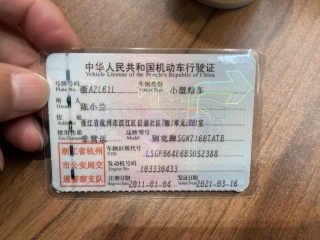 中华人民共和国机动车行驶证
Vehicle License of the People's Republic of China
号牌号码 浙AZL61L 车辆类型 小型轿车
Plate No. Vehicle Type
所有人 陈小兰
Owner
住址 浙江省杭州市滨江区
Address
使用性质 非营运 品牌型号 别克牌SGM7160TATB
Use Character Model
浙江省杭州
市公安局交
通警察支队
车辆识别代号
VIN
发动机号码 103330433
Engine No.
注册日期 2011-01-04 发证日期 2021-03-16
Register Date Issue Date